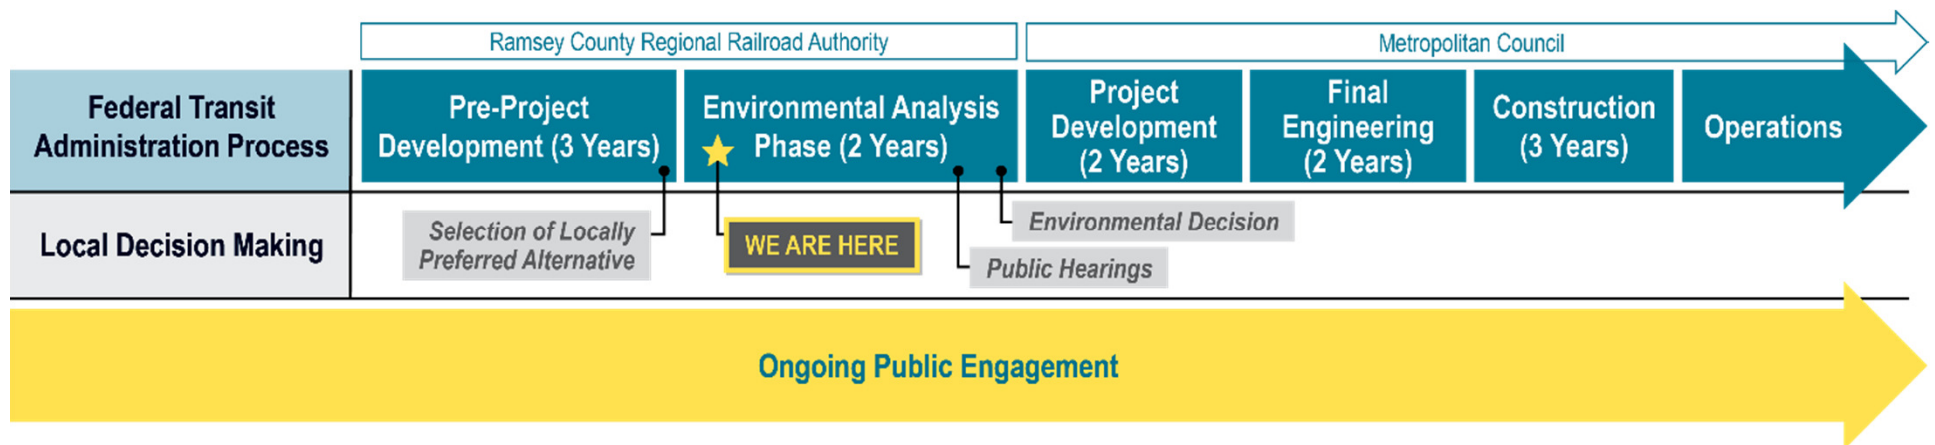 Ramsey County Regional Railroad Authority
Metropolitan Council
Federal Transit
Administration Process
Pre-Project
Development (3 Years)
Environmental Analysis
Phase (2 Years)
Project
Development
(2 Years)
Final
Engineering
(2 Years)
Construction
(3 Years)
Operations
Local Decision Making
Selection of Locally
Preferred Alternative
WE ARE HERE
Environmental Decision
Public Hearings
Ongoing Public Engagement